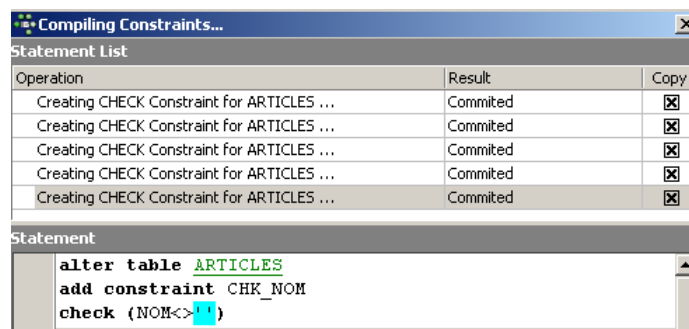 Compiling Constraints...
Statement List
Operation Result Copy
Creating CHECK Constraint for ARTICLES ... Commited
Creating CHECK Constraint for ARTICLES ... Commited
Creating CHECK Constraint for ARTICLES ... Commited
Creating CHECK Constraint for ARTICLES ... Commited
Creating CHECK Constraint for ARTICLES ... Commited
Statement
alter table ARTICLES
add constraint CHK_NOM
check (NOM<>'')